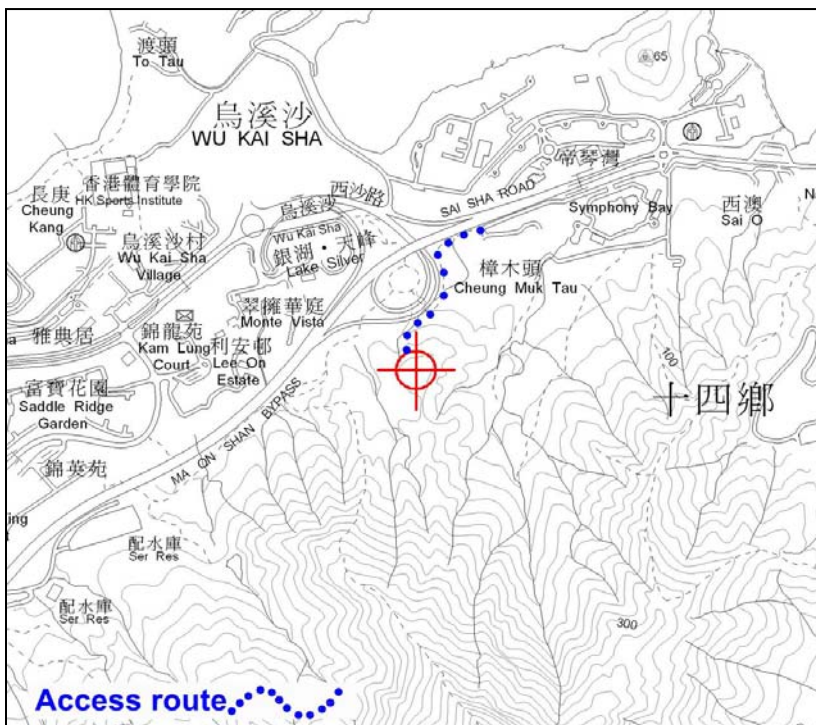 渡頭
To Tau
65
烏溪沙
WU KAI SHA
帝琴灣
長庚
Cheung
Kang
香港體育學院
HK Sports Institute
西沙路
SAI SHA ROAD
Symphony Bay
西澳
Sai O
烏溪沙
Wu Kai Sha
烏溪沙村
Wu Kai Sha
Village
銀湖
天峰
Lake Silver
樟木頭
Cheung Muk Tau
翠擁華庭
Monte Vista
雅典居
錦龍苑
Kam Lung
Court
利安邨
Lee On
Estate
100
十四鄉
富寶花園
Saddle Ridge
Garden
MA ON SHAN BYPASS
錦英苑
配水庫
Ser Res
配水庫
Ser Res
300
Access route